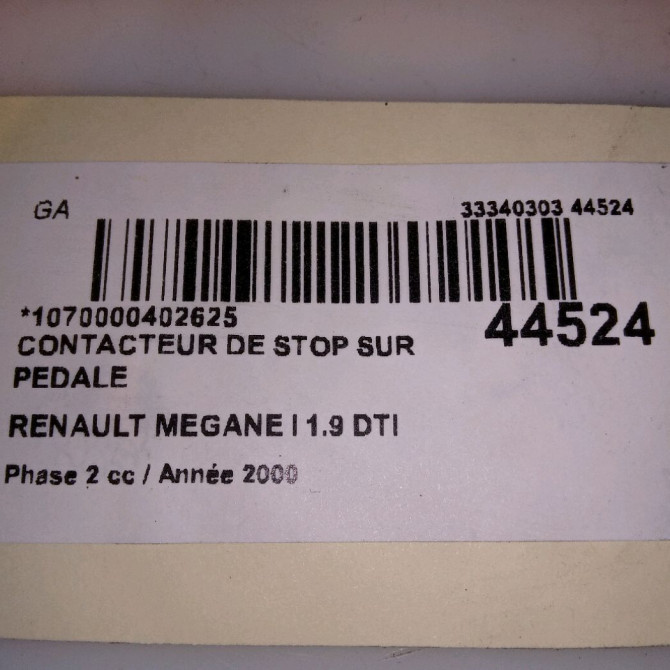 GA
33340303 44524
*1070000402625
44524
CONTACTEUR DE STOP SUR
PEDALE
RENAULT MEGANE I 1.9 DTI
Phase 2 cc / Année 2000